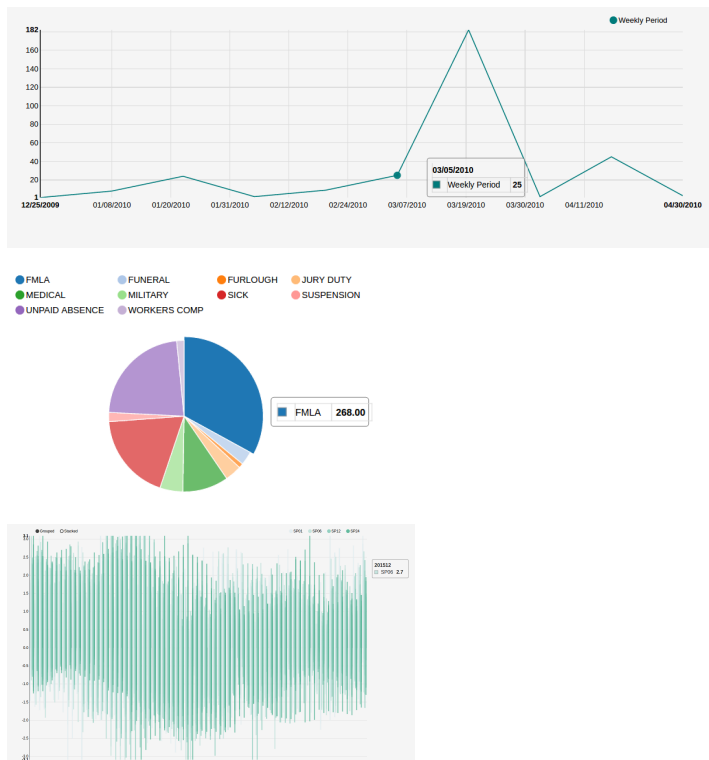 Weekly Period
182
160
140
120
100
80
60
40
20
1
03/05/2010
Weekly Period 25
12/25/2009 01/08/2010 01/20/2010 01/31/2010 02/12/2010 02/24/2010 03/07/2010 03/19/2010 03/30/2010 04/11/2010 04/30/2010
FMLA FUNERAL FURLOUGH JURY DUTY
MEDICAL MILITARY SICK SUSPENSION
UNPAID ABSENCE WORKERS COMP
FMLA 268.00
Grouped Stacked SP01 SP06 SP12 SP24
2.5
2.0
1.5
1.0
0.5
0.0
-0.5
-1.0
-1.5
-2.0
-2.5
201512
SP06 2.7